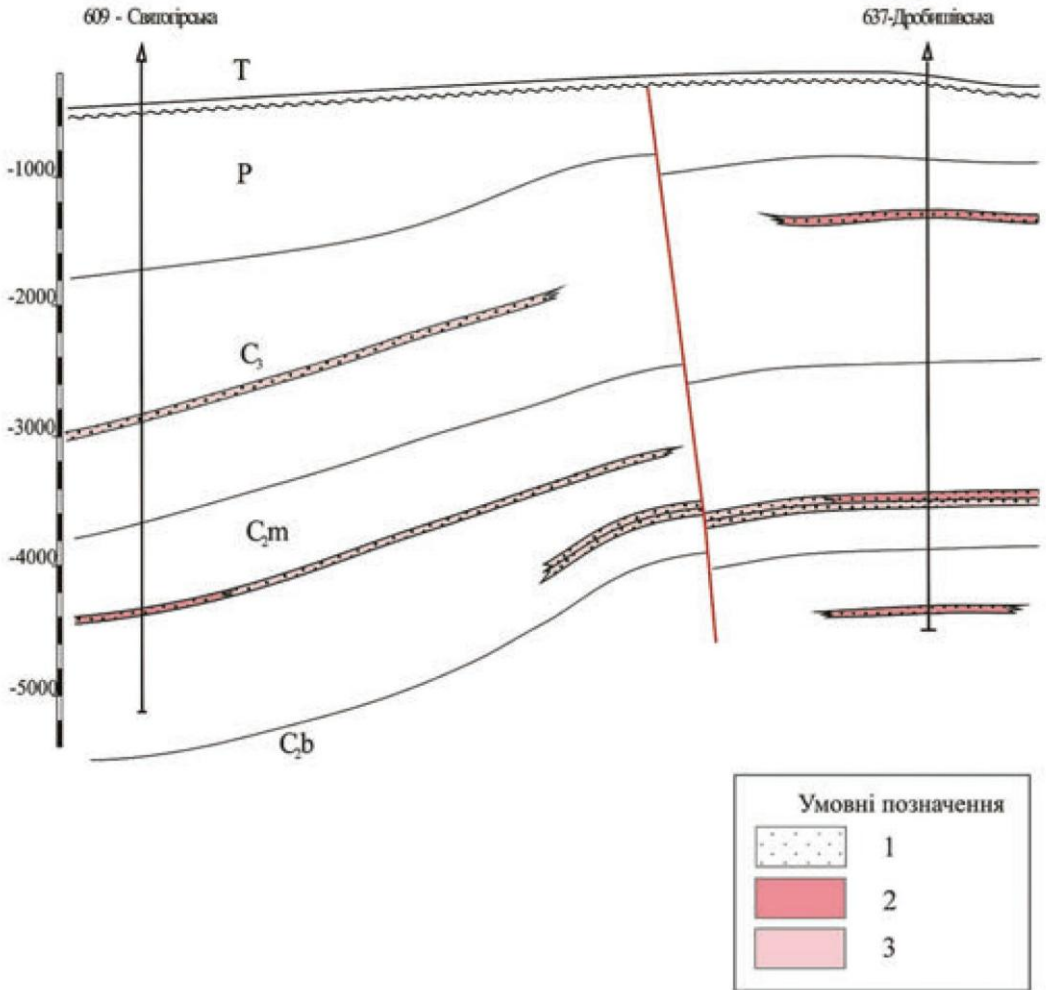 609 - Святогірська
637-Дробишівська
T
-1000
P
-2000
C₃
-3000
C₂m
-4000
-5000
C₂b
Умовні позначення
1
2
3